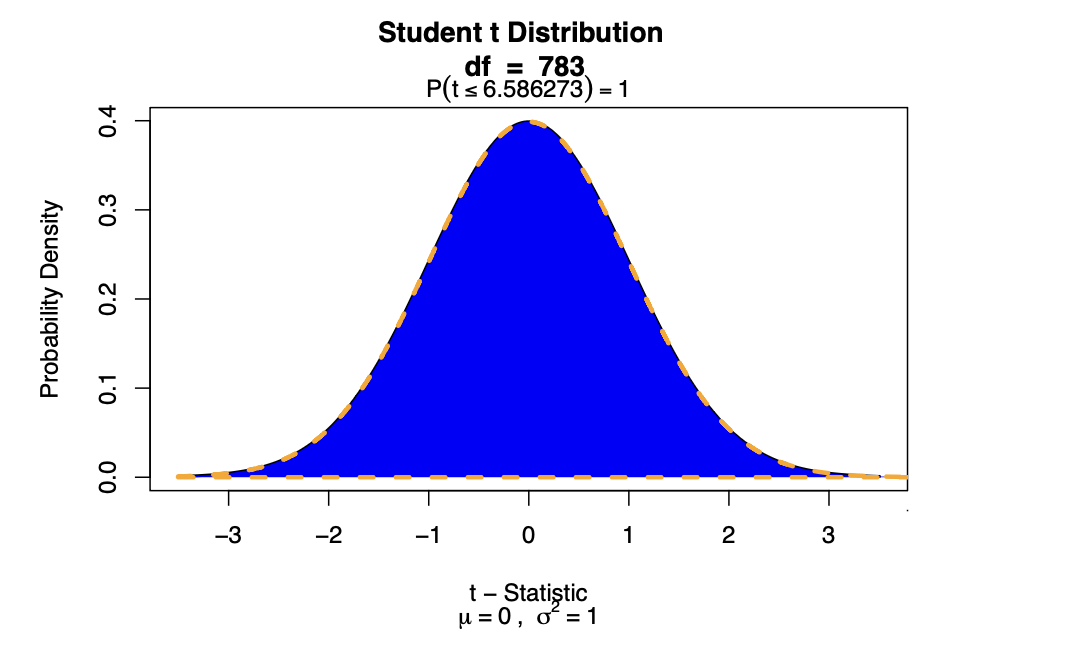 Student t Distribution
df = 783
P(t ≤ 6.586273) = 1
Probability Density
0.4
0.3
0.2
0.1
0.0
−3 −2 −1 0 1 2 3
t − Statistic
μ = 0 , σ² = 1